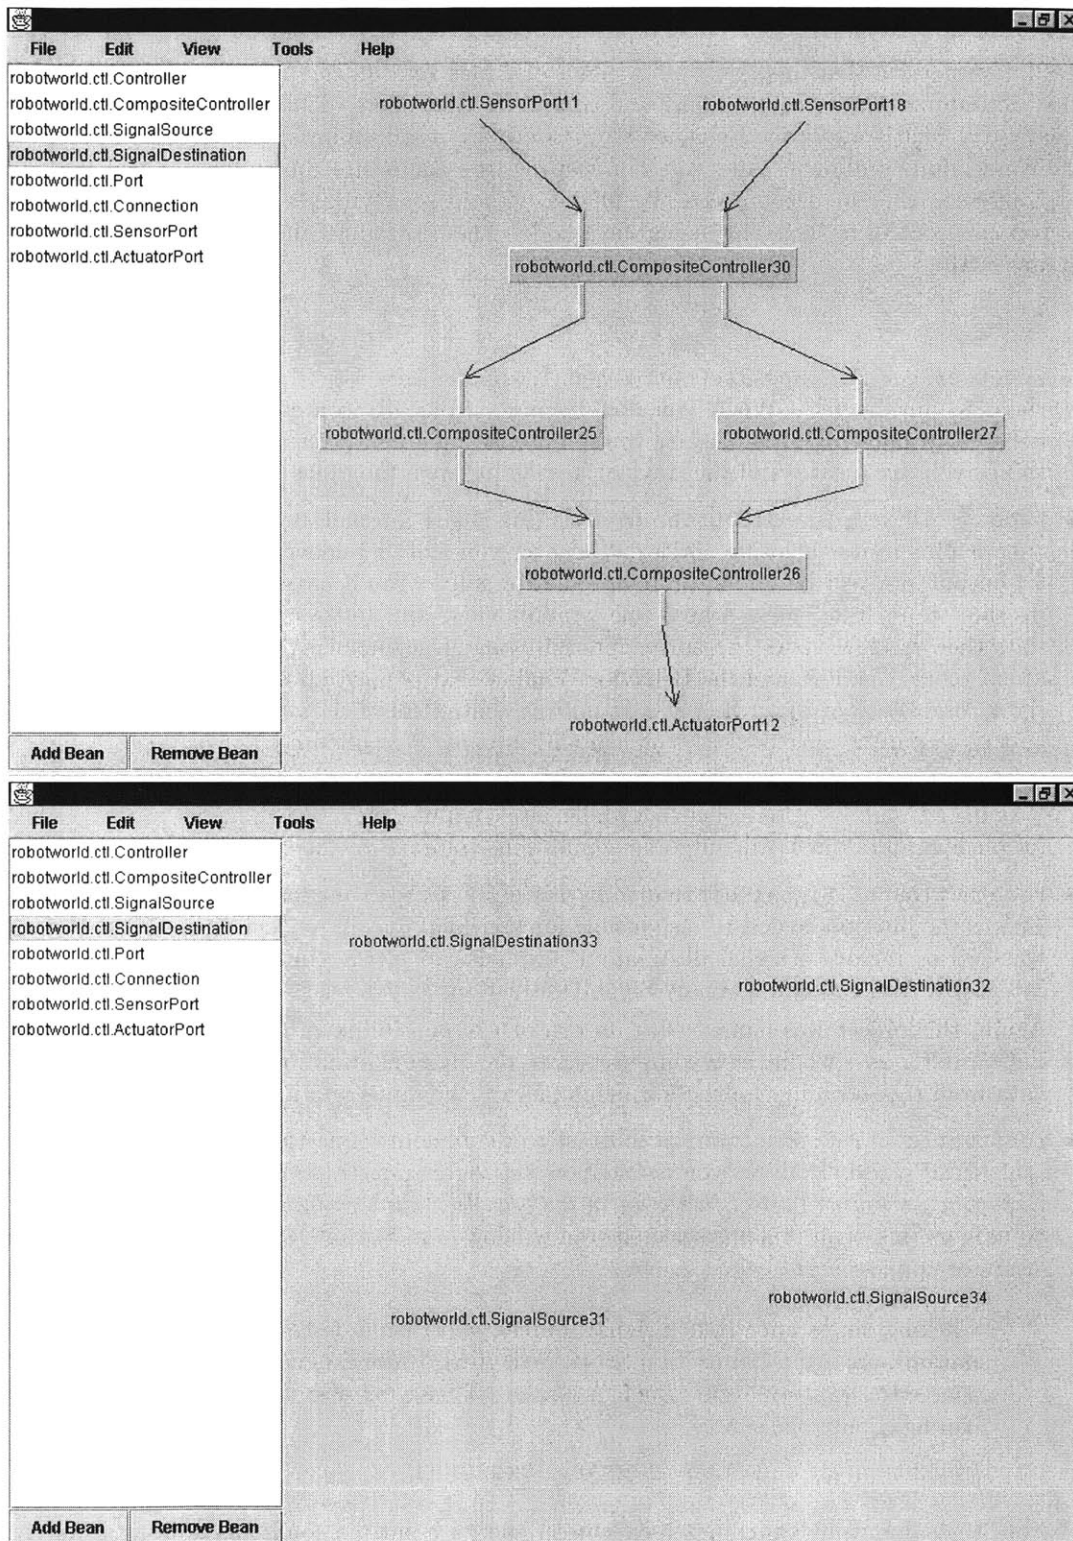 File Edit View Tools Help
robotworld.ctl.Controller
robotworld.ctl.CompositeController
robotworld.ctl.SignalSource
robotworld.ctl.SignalDestination
robotworld.ctl.Port
robotworld.ctl.Connection
robotworld.ctl.SensorPort
robotworld.ctl.ActuatorPort
Add Bean Remove Bean
robotworld.ctl.SensorPort11 robotworld.ctl.SensorPort18
robotworld.ctl.CompositeController30
robotworld.ctl.CompositeController25 robotworld.ctl.CompositeController27
robotworld.ctl.CompositeController26
robotworld.ctl.ActuatorPort12
File Edit View Tools Help
robotworld.ctl.Controller
robotworld.ctl.CompositeController
robotworld.ctl.SignalSource
robotworld.ctl.SignalDestination
robotworld.ctl.Port
robotworld.ctl.Connection
robotworld.ctl.SensorPort
robotworld.ctl.ActuatorPort
Add Bean Remove Bean
robotworld.ctl.SignalDestination33
robotworld.ctl.SignalDestination32
robotworld.ctl.SignalSource34
robotworld.ctl.SignalSource31